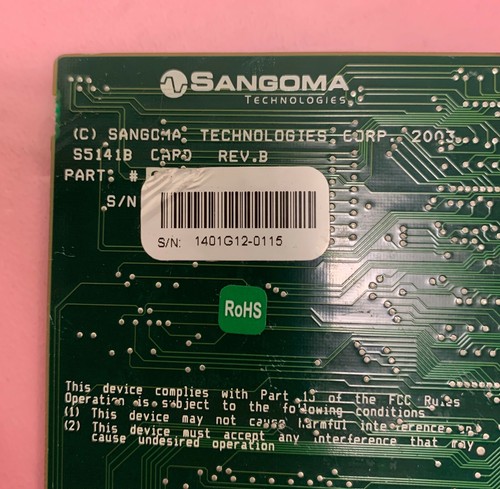 SANGOMA
TECHNOLOGIES
(C) SANGOMA TECHNOLOGIES CORP. 2003
S5141B CARD REV.B
PART: #
S/N
S/N: 1401G12-0115
RoHS
This device complies with Part 15 of the FCC Rules
Operation is subject to the following conditions
(1) This device may not cause harmful interference and
(2) This device must accept any interference that may
cause undesired operation